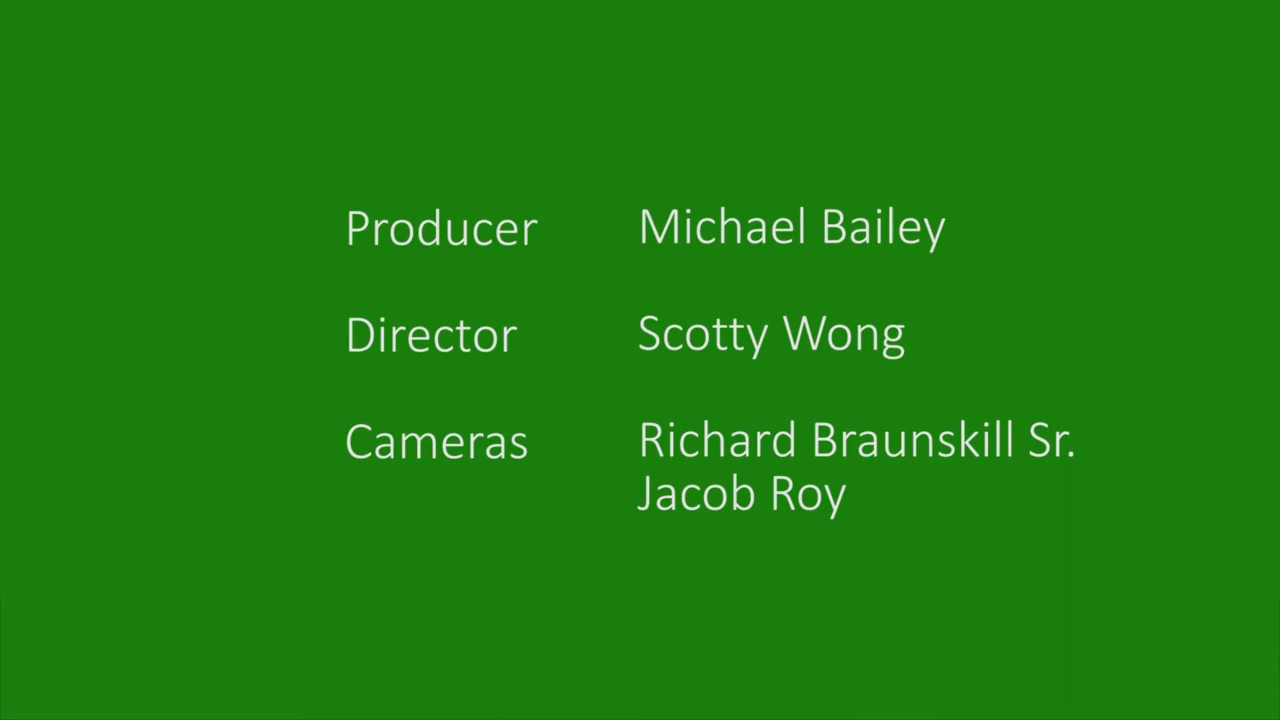 Producer Michael Bailey
Director Scotty Wong
Cameras Richard Braunskill Sr.
Jacob Roy